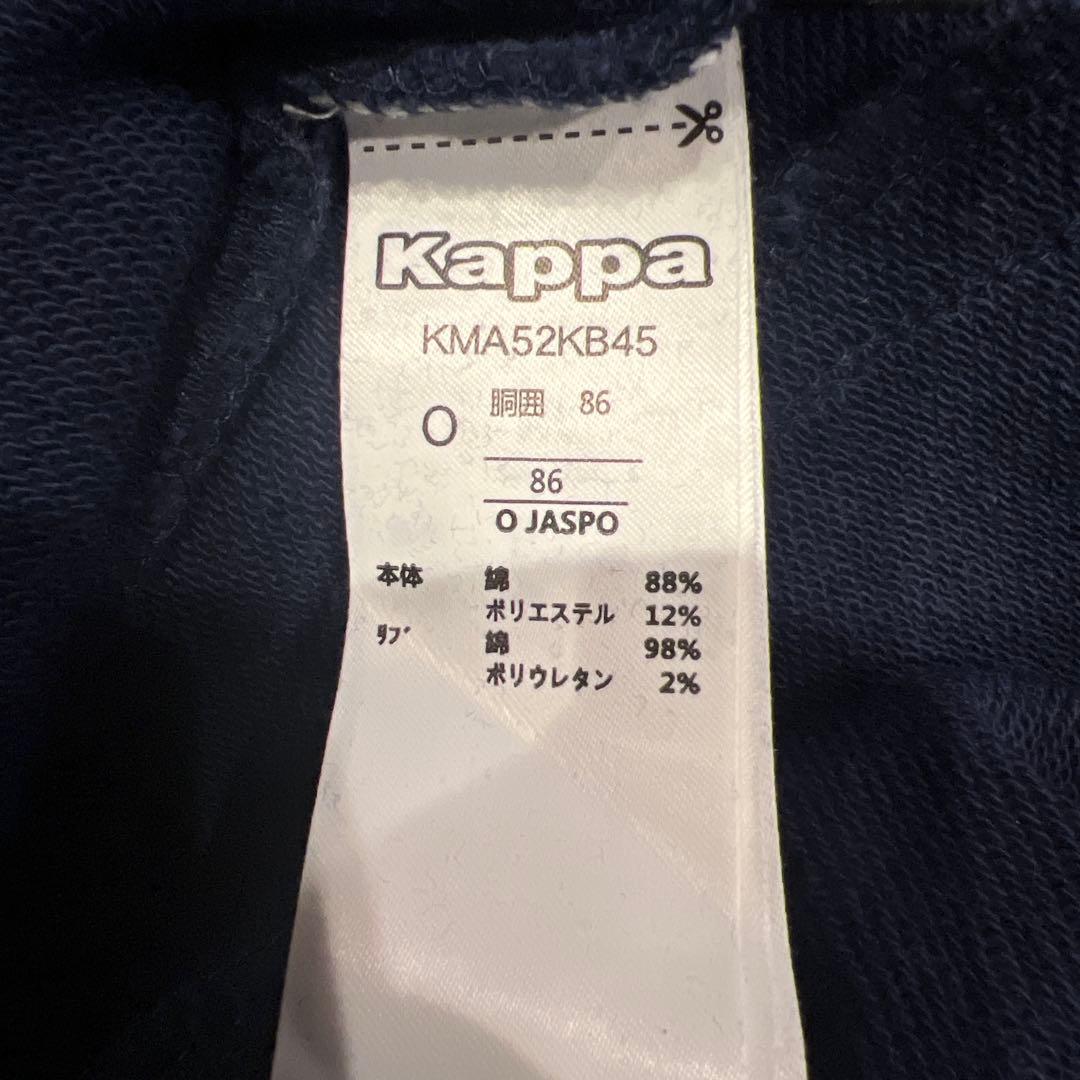 Kappa
KMA52KB45
O
胴囲 86
86
O JASPO
本体 綿 88%
ポリエステル 12%
ﾘﾌﾞ 綿 98%
ポリウレタン 2%